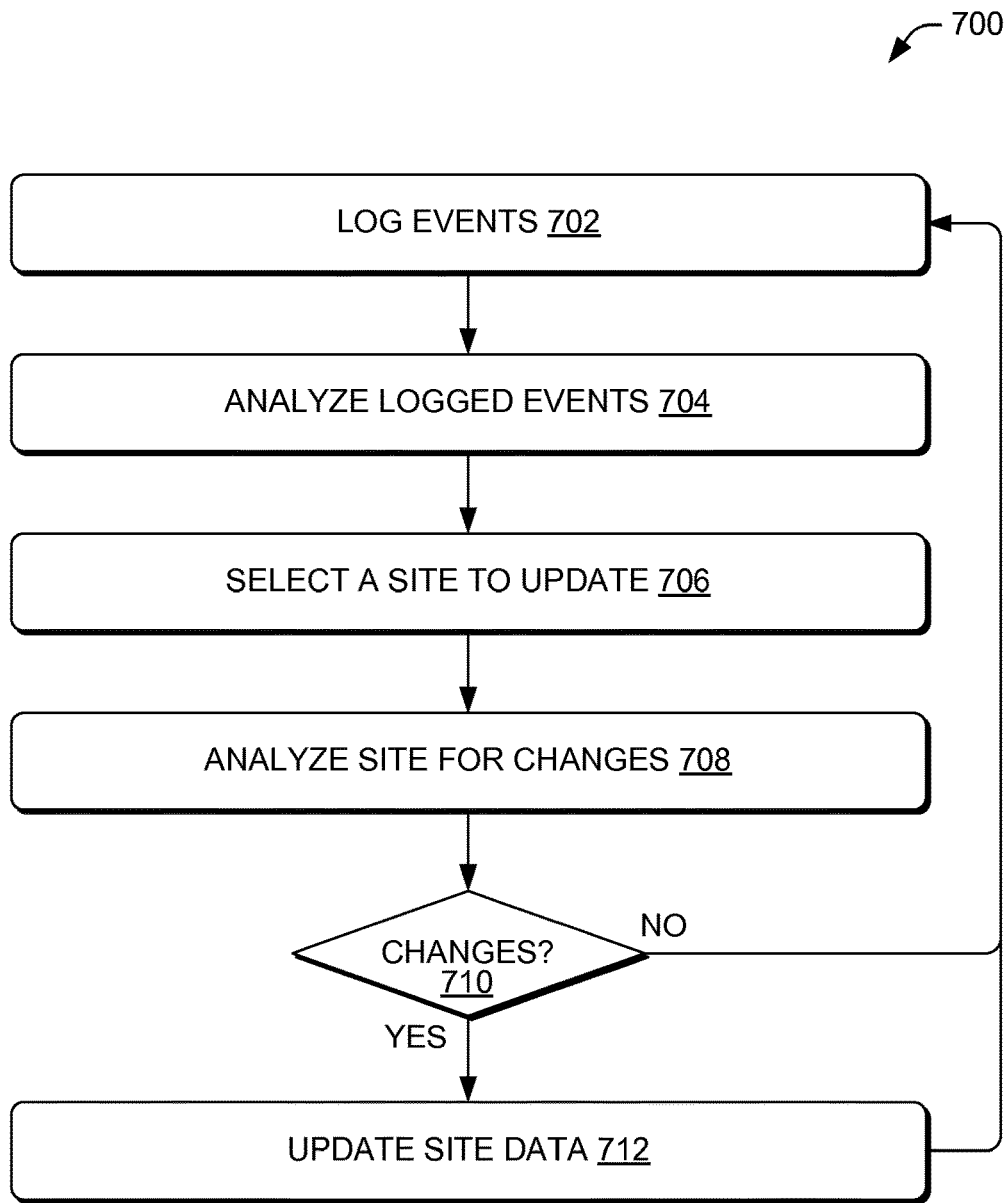 700
LOG EVENTS 702
ANALYZE LOGGED EVENTS 704
SELECT A SITE TO UPDATE 706
ANALYZE SITE FOR CHANGES 708
CHANGES?
710
NO
YES
UPDATE SITE DATA 712